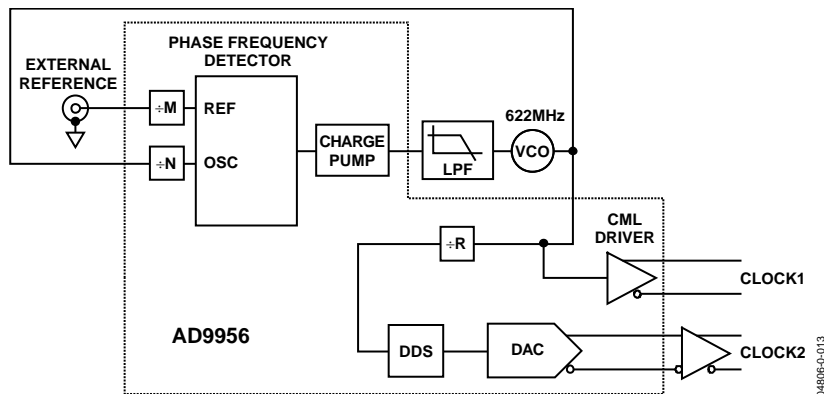 PHASE FREQUENCY
DETECTOR
EXTERNAL
REFERENCE
÷M
REF
÷N
OSC
CHARGE
PUMP
LPF
622MHz
VCO
CML
DRIVER
÷R
CLOCK1
AD9956
DDS
DAC
CLOCK2
04806-0-013